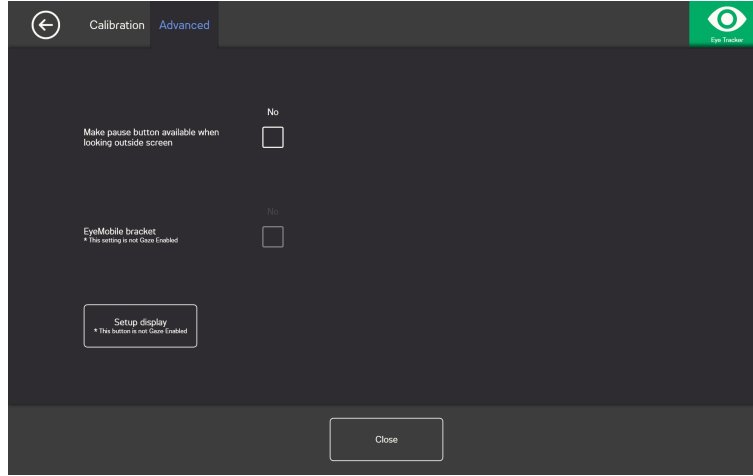 Calibration Advanced
Eye Tracker
No
Make pause button available when
looking outside screen
No
EyeMobile bracket
* This setting is not Gaze Enabled
Setup display
* This button is not Gaze Enabled
Close